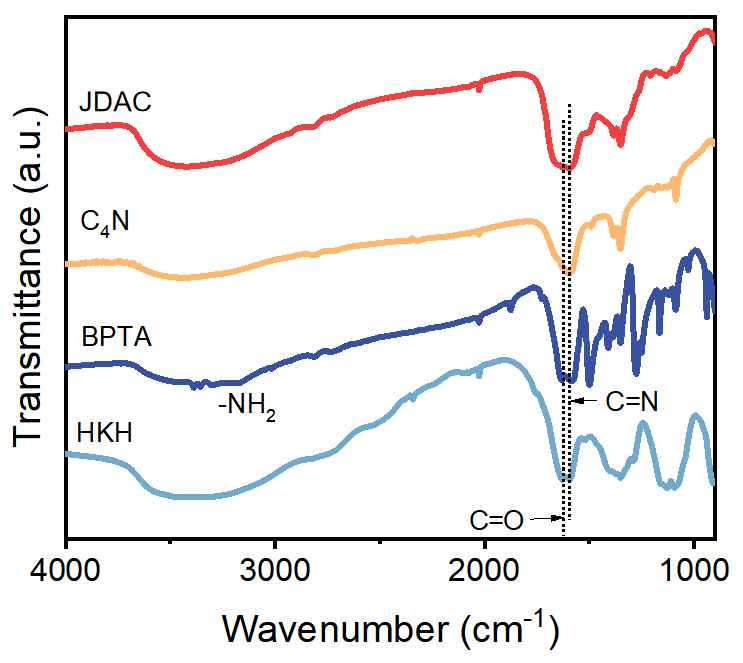 Transmittance (a.u.)
JDAC
C₄N
BPTA
-NH₂
C=N
HKH
C=O
4000 3000 2000 1000
Wavenumber (cm⁻¹)